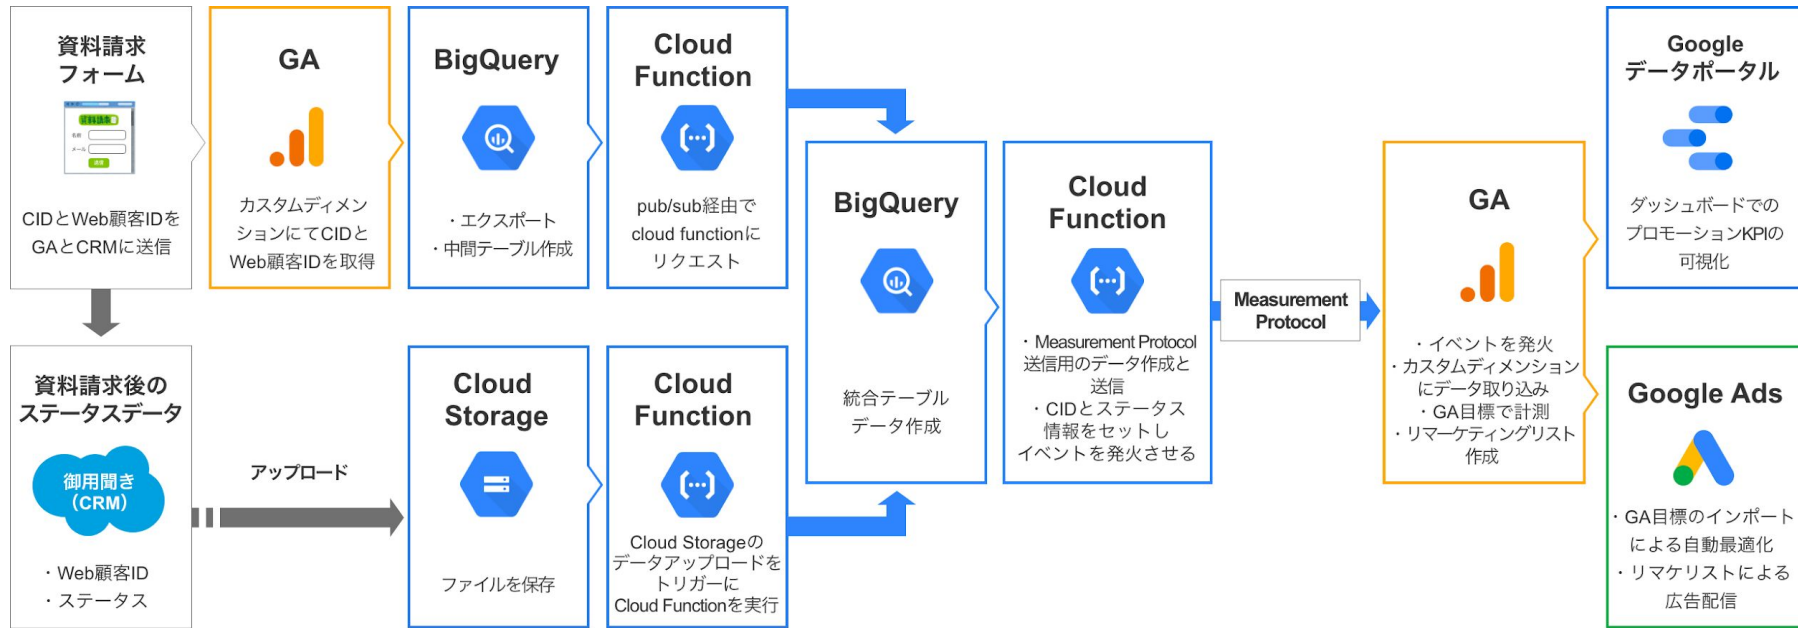 資料請求
フォーム
資料請求
名前
メール
送信
CIDとWeb顧客IDを
GAとCRMに送信
GA
カスタムディメン
ションにてCIDと
Web顧客IDを取得
BigQuery
・エクスポート
・中間テーブル作成
Cloud
Function
pub/sub経由で
cloud functionに
リクエスト
資料請求後の
ステータスデータ
御用聞き
（CRM）
・Web顧客ID
・ステータス
アップロード
Cloud
Storage
ファイルを保存
Cloud
Function
Cloud Storageの
データアップロードを
トリガーに
Cloud Functionを実行
BigQuery
統合テーブル
データ作成
Cloud
Function
・Measurement Protocol
送信用のデータ作成と
送信
・CIDとステータス
情報をセットし
イベントを発火させる
Measurement
Protocol
GA
・イベントを発火
・カスタムディメンション
にデータ取り込み
・GA目標で計測
・リマーケティングリスト
作成
Google
データポータル
ダッシュボードでの
プロモーションKPIの
可視化
Google Ads
・GA目標のインポート
による自動最適化
・リマケリストによる
広告配信